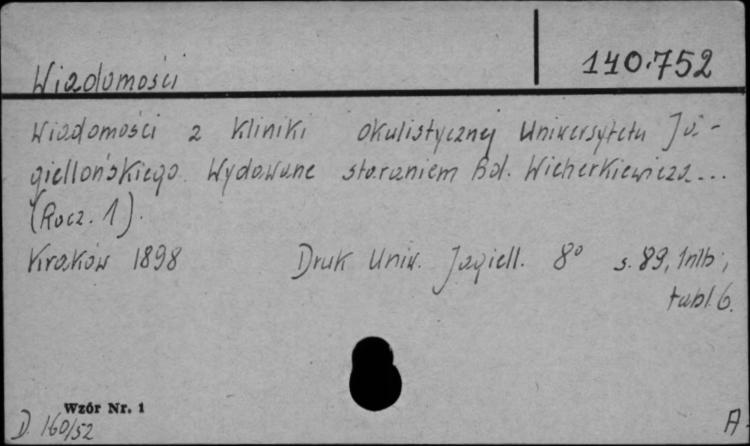 Wiadomości
140.752
Wiadomości z Kliniki okulistycznej Uniwersytetu Ja-
giellońskiego. Wydawane staraniem Bol. Wicherkiewicza...
(Rocz. 1).
Kraków 1898 Druk Uniw. Jagiell. 8° s. 89, 1nlb.,
tabl. 6.
Wzór Nr. 1
D. 160/52
A.